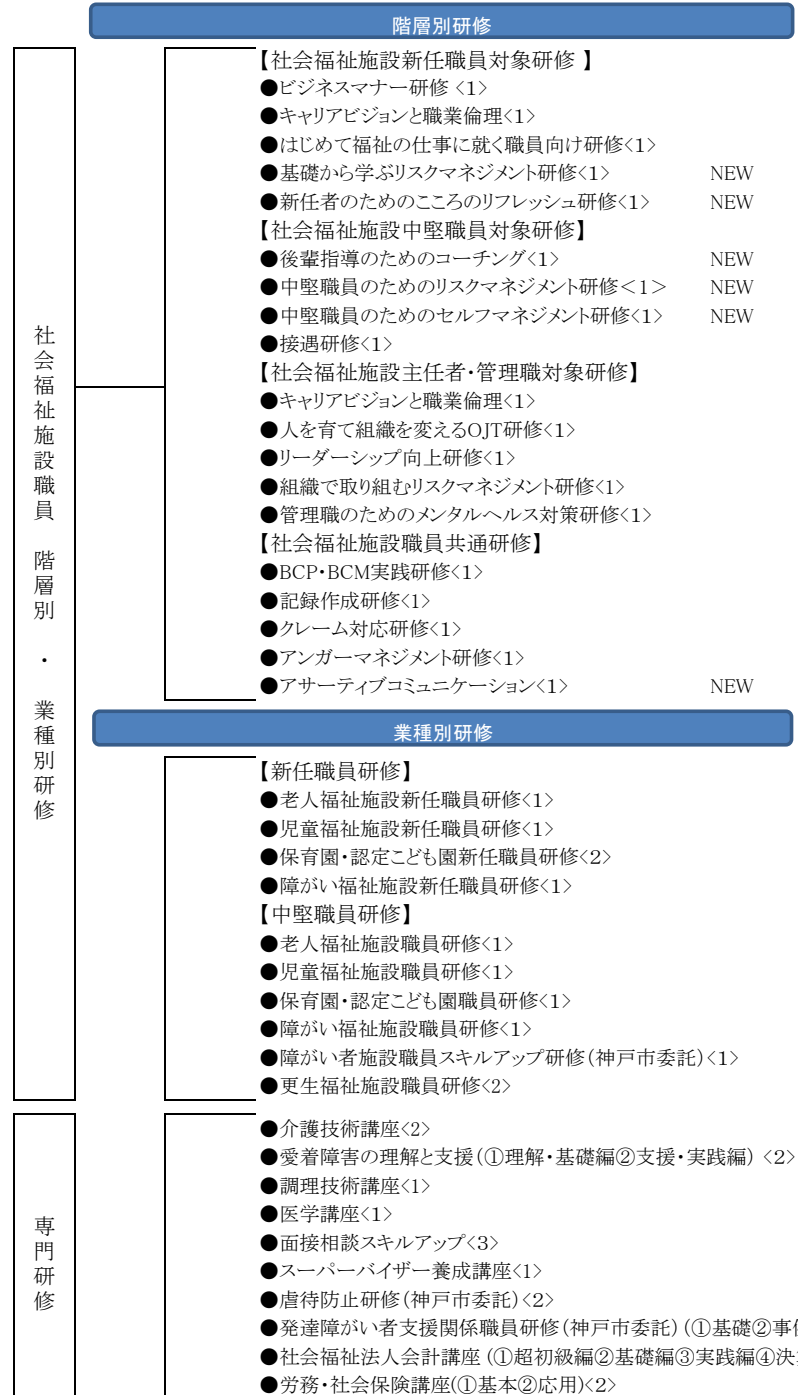 階層別研修
社会福祉施設職員 階層別・業種別研修
【社会福祉施設新任職員対象研修 】
●ビジネスマナー研修 <1>
●キャリアビジョンと職業倫理<1>
●はじめて福祉の仕事に就く職員向け研修<1>
●基礎から学ぶリスクマネジメント研修<1> NEW
●新任者のためのこころのリフレッシュ研修<1> NEW
【社会福祉施設中堅職員対象研修】
●後輩指導のためのコーチング<1> NEW
●中堅職員のためのリスクマネジメント研修＜1＞ NEW
●中堅職員のためのセルフマネジメント研修<1> NEW
●接遇研修<1>
【社会福祉施設主任者・管理職対象研修】
●キャリアビジョンと職業倫理<1>
●人を育て組織を変えるOJT研修<1>
●リーダーシップ向上研修<1>
●組織で取り組むリスクマネジメント研修<1>
●管理職のためのメンタルヘルス対策研修<1>
【社会福祉施設職員共通研修】
●BCP・BCM実践研修<1>
●記録作成研修<1>
●クレーム対応研修<1>
●アンガーマネジメント研修<1>
●アサーティブコミュニケーション<1> NEW
業種別研修
【新任職員研修】
●老人福祉施設新任職員研修<1>
●児童福祉施設新任職員研修<1>
●保育園・認定こども園新任職員研修<2>
●障がい福祉施設新任職員研修<1>
【中堅職員研修】
●老人福祉施設職員研修<1>
●児童福祉施設職員研修<1>
●保育園・認定こども園職員研修<1>
●障がい福祉施設職員研修<1>
●障がい者施設職員スキルアップ研修(神戸市委託)<1>
●更生福祉施設職員研修<2>
専門研修
●介護技術講座<2>
●愛着障害の理解と支援(①理解・基礎編②支援・実践編) <2>
●調理技術講座<1>
●医学講座<1>
●面接相談スキルアップ<3>
●スーパーバイザー養成講座<1>
●虐待防止研修(神戸市委託)<2>
●発達障がい者支援関係職員研修(神戸市委託) (①基礎②事
●社会福祉法人会計講座 (①超初級編②基礎編③実践編④決
●労務・社会保険講座(①基本②応用)<2>